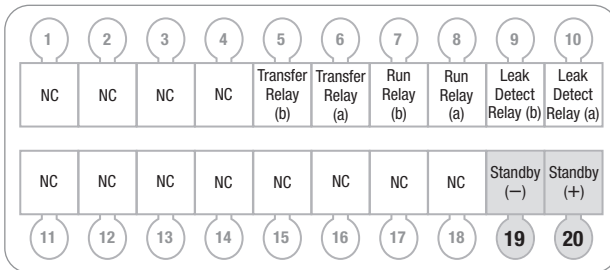 1 2 3 4 5 6 7 8 9 10
NC NC NC NC Transfer Relay (b) Transfer Relay (a) Run Relay (b) Run Relay (a) Leak Detect Relay (b) Leak Detect Relay (a)
NC NC NC NC NC NC NC NC Standby (−) Standby (+)
11 12 13 14 15 16 17 18 19 20